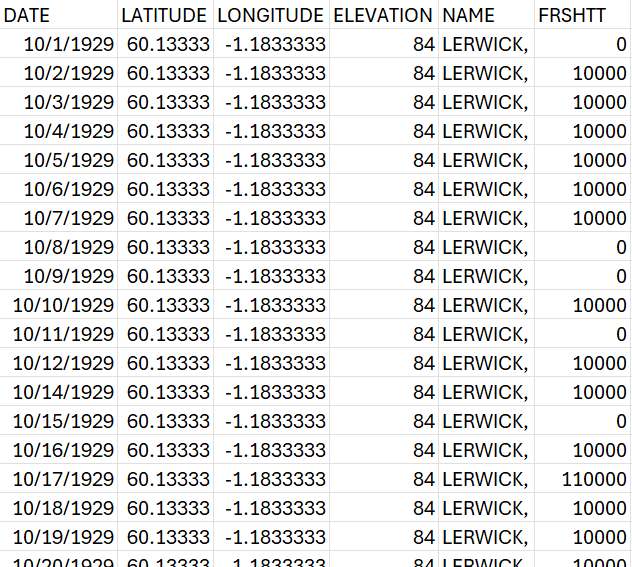 DATE LATITUDE LONGITUDE ELEVATION NAME FRSHTT
10/1/1929 60.13333 -1.1833333 84 LERWICK, 0
10/2/1929 60.13333 -1.1833333 84 LERWICK, 10000
10/3/1929 60.13333 -1.1833333 84 LERWICK, 10000
10/4/1929 60.13333 -1.1833333 84 LERWICK, 10000
10/5/1929 60.13333 -1.1833333 84 LERWICK, 10000
10/6/1929 60.13333 -1.1833333 84 LERWICK, 10000
10/7/1929 60.13333 -1.1833333 84 LERWICK, 10000
10/8/1929 60.13333 -1.1833333 84 LERWICK, 0
10/9/1929 60.13333 -1.1833333 84 LERWICK, 0
10/10/1929 60.13333 -1.1833333 84 LERWICK, 10000
10/11/1929 60.13333 -1.1833333 84 LERWICK, 0
10/12/1929 60.13333 -1.1833333 84 LERWICK, 10000
10/14/1929 60.13333 -1.1833333 84 LERWICK, 10000
10/15/1929 60.13333 -1.1833333 84 LERWICK, 0
10/16/1929 60.13333 -1.1833333 84 LERWICK, 10000
10/17/1929 60.13333 -1.1833333 84 LERWICK, 110000
10/18/1929 60.13333 -1.1833333 84 LERWICK, 10000
10/19/1929 60.13333 -1.1833333 84 LERWICK, 10000
10/20/1929 60.13333 -1.1833333 84 LERWICK, 10000